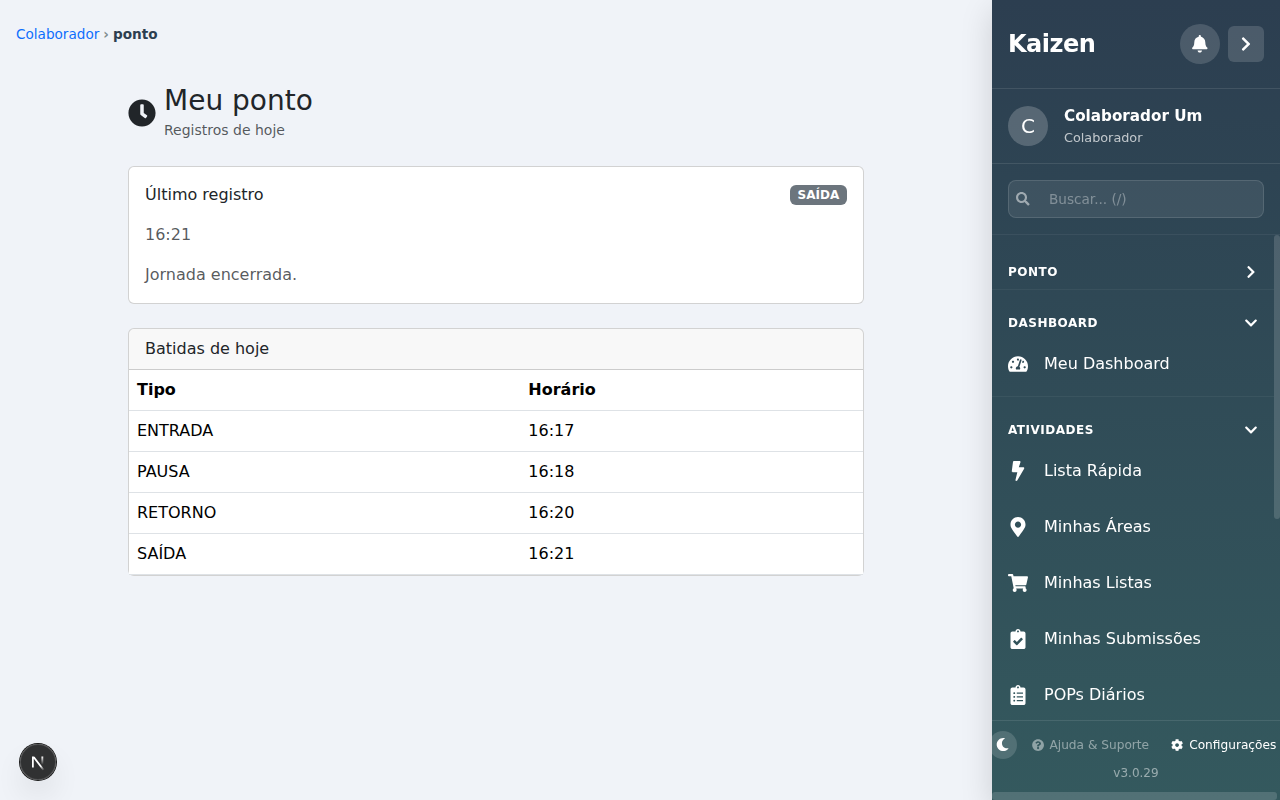 Colaborador › ponto
Meu ponto
Registros de hoje
Último registro
SAÍDA
16:21
Jornada encerrada.
Batidas de hoje
Tipo Horário
ENTRADA 16:17
PAUSA 16:18
RETORNO 16:20
SAÍDA 16:21
N
Kaizen
C
Colaborador Um
Colaborador
Buscar... (/)
PONTO
DASHBOARD
Meu Dashboard
ATIVIDADES
Lista Rápida
Minhas Áreas
Minhas Listas
Minhas Submissões
POPs Diários
Ajuda & Suporte Configurações
v3.0.29